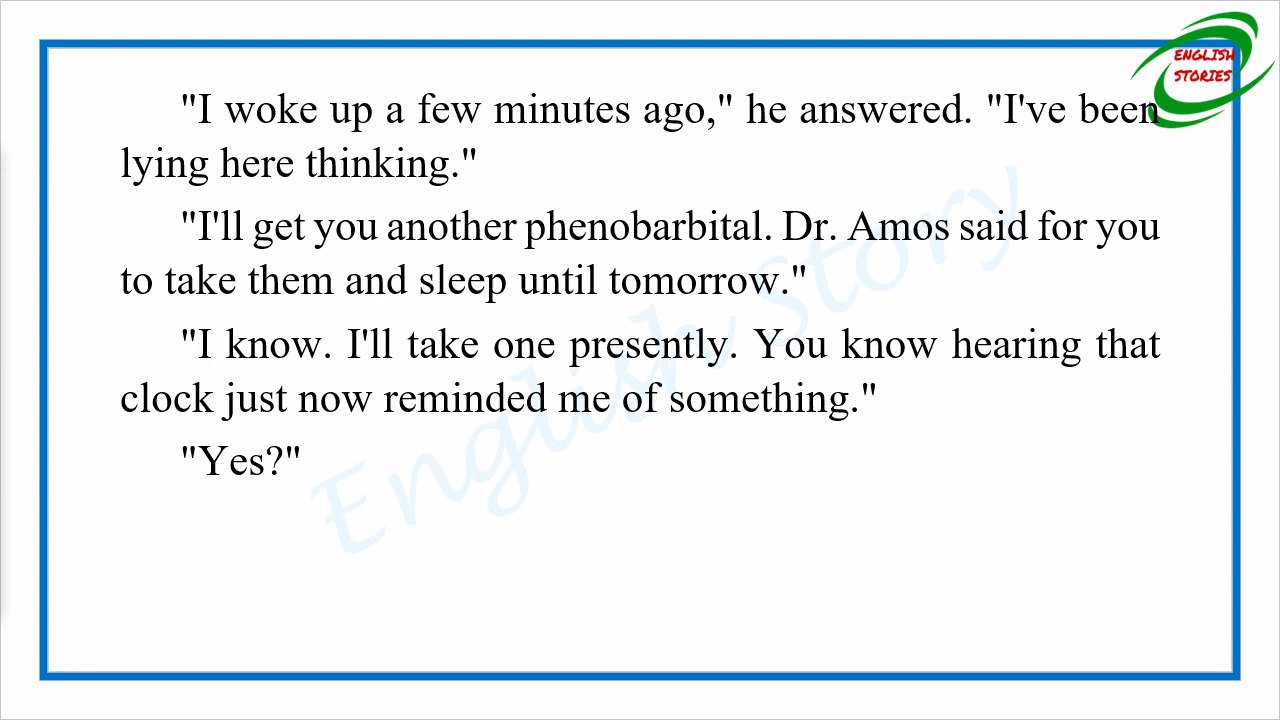 ENGLISH
STORIES
"I woke up a few minutes ago," he answered. "I've been
lying here thinking."
"I'll get you another phenobarbital. Dr. Amos said for you
to take them and sleep until tomorrow."
"I know. I'll take one presently. You know hearing that
clock just now reminded me of something."
"Yes?"
English Story